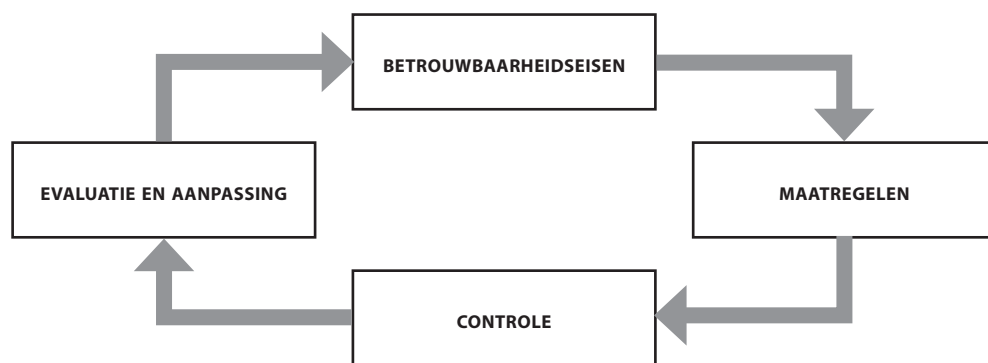 BETROUWBAARHEIDSEISEN
EVALUATIE EN AANPASSING
MAATREGELEN
CONTROLE